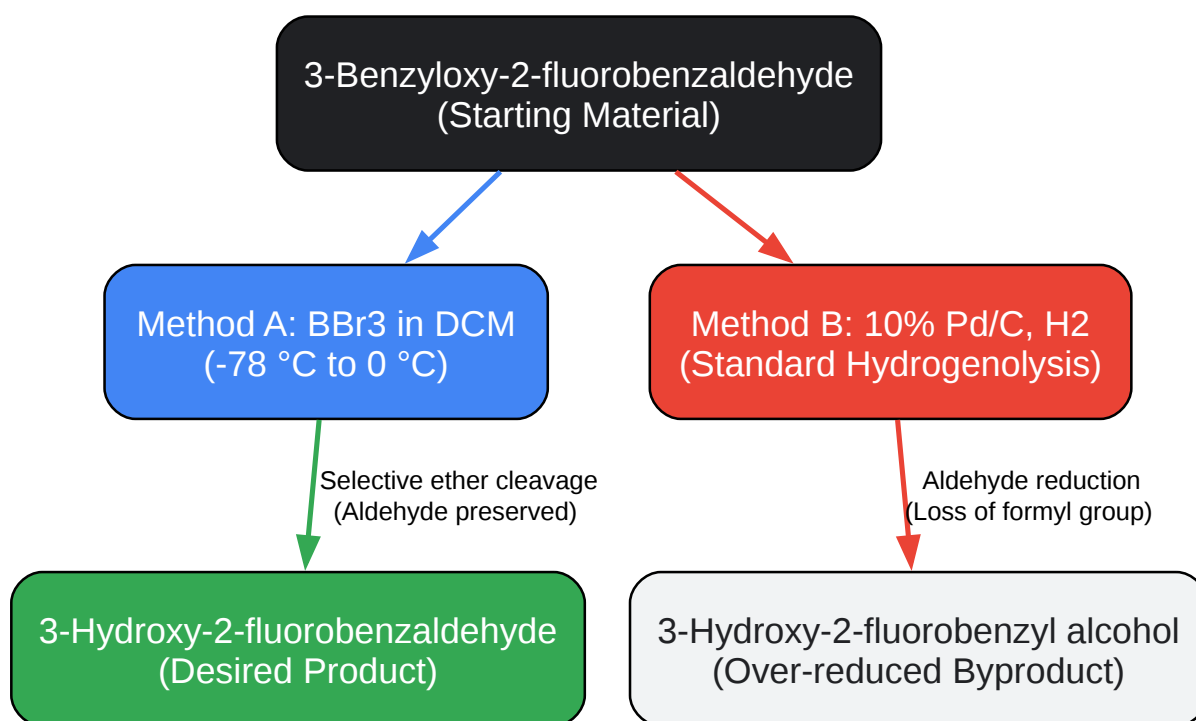 3-Benzyloxy-2-fluorobenzaldehyde
(Starting Material)
Method A: BBr3 in DCM
(-78 °C to 0 °C)
Method B: 10% Pd/C, H2
(Standard Hydrogenolysis)
Selective ether cleavage
(Aldehyde preserved)
Aldehyde reduction
(Loss of formyl group)
3-Hydroxy-2-fluorobenzaldehyde
(Desired Product)
3-Hydroxy-2-fluorobenzyl alcohol
(Over-reduced Byproduct)